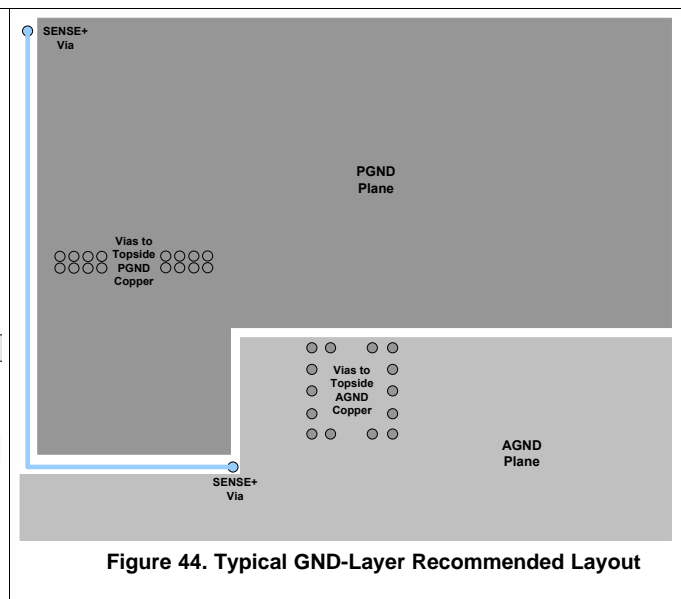 SENSE+
Via
PGND
Plane
Vias to
Topside
PGND
Copper
Vias to
Topside
AGND
Copper
AGND
Plane
SENSE+
Via
Figure 44. Typical GND-Layer Recommended Layout